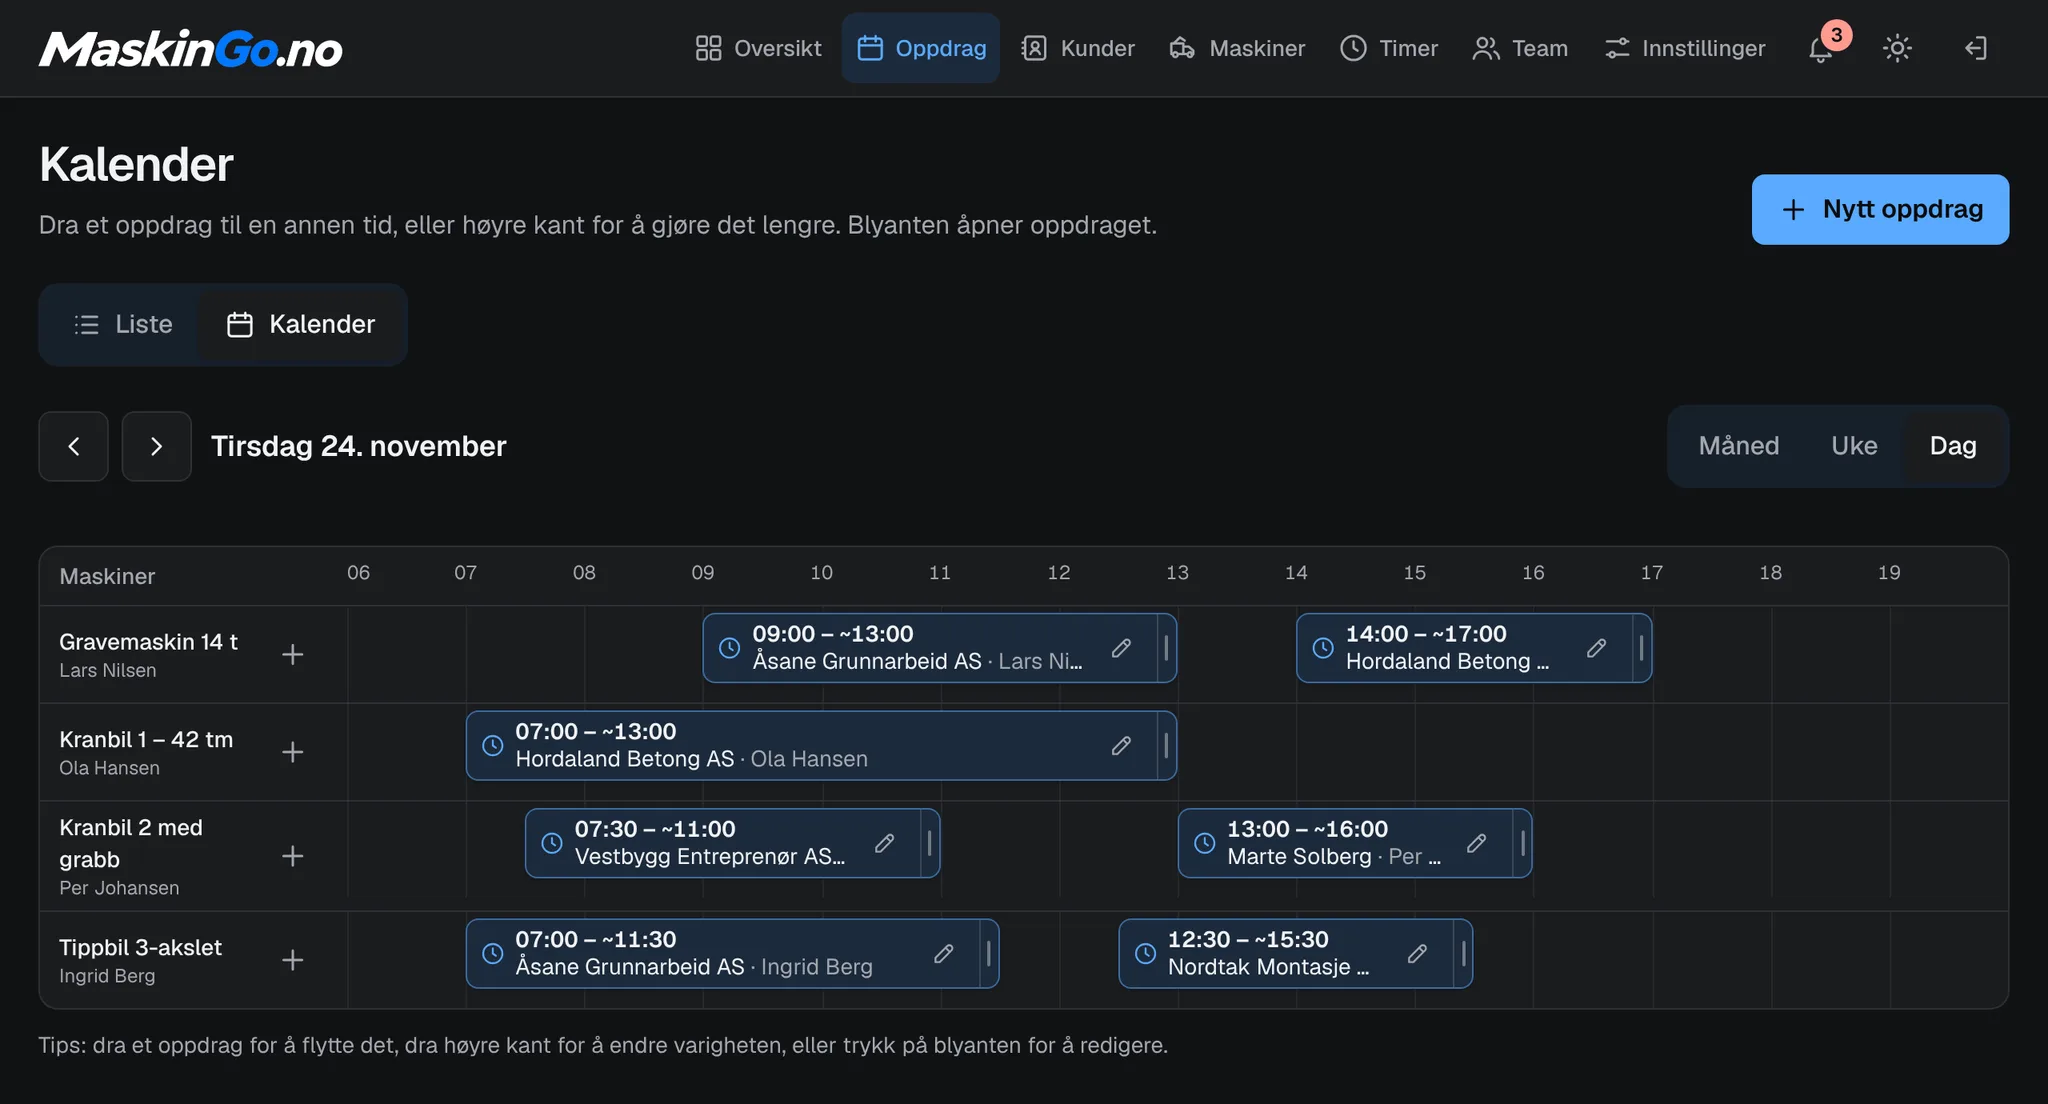 MaskinGo.no
Oversikt
Oppdrag
Kunder
Maskiner
Timer
Team
Innstillinger
3
Kalender
Dra et oppdrag til en annen tid, eller høyre kant for å gjøre det lengre. Blyanten åpner oppdraget.
+ Nytt oppdrag
Liste
Kalender
Tirsdag 24. november
Måned
Uke
Dag
Maskiner
06 07 08 09 10 11 12 13 14 15 16 17 18 19
Gravemaskin 14 t
Lars Nilsen
+
09:00 – ~13:00
Åsane Grunnarbeid AS · Lars Ni…
14:00 – ~17:00
Hordaland Betong …
Kranbil 1 – 42 tm
Ola Hansen
+
07:00 – ~13:00
Hordaland Betong AS · Ola Hansen
Kranbil 2 med
grabb
Per Johansen
+
07:30 – ~11:00
Vestbygg Entreprenør AS…
13:00 – ~16:00
Marte Solberg · Per …
Tippbil 3-akslet
Ingrid Berg
+
07:00 – ~11:30
Åsane Grunnarbeid AS · Ingrid Berg
12:30 – ~15:30
Nordtak Montasje …
Tips: dra et oppdrag for å flytte det, dra høyre kant for å endre varigheten, eller trykk på blyanten for å redigere.